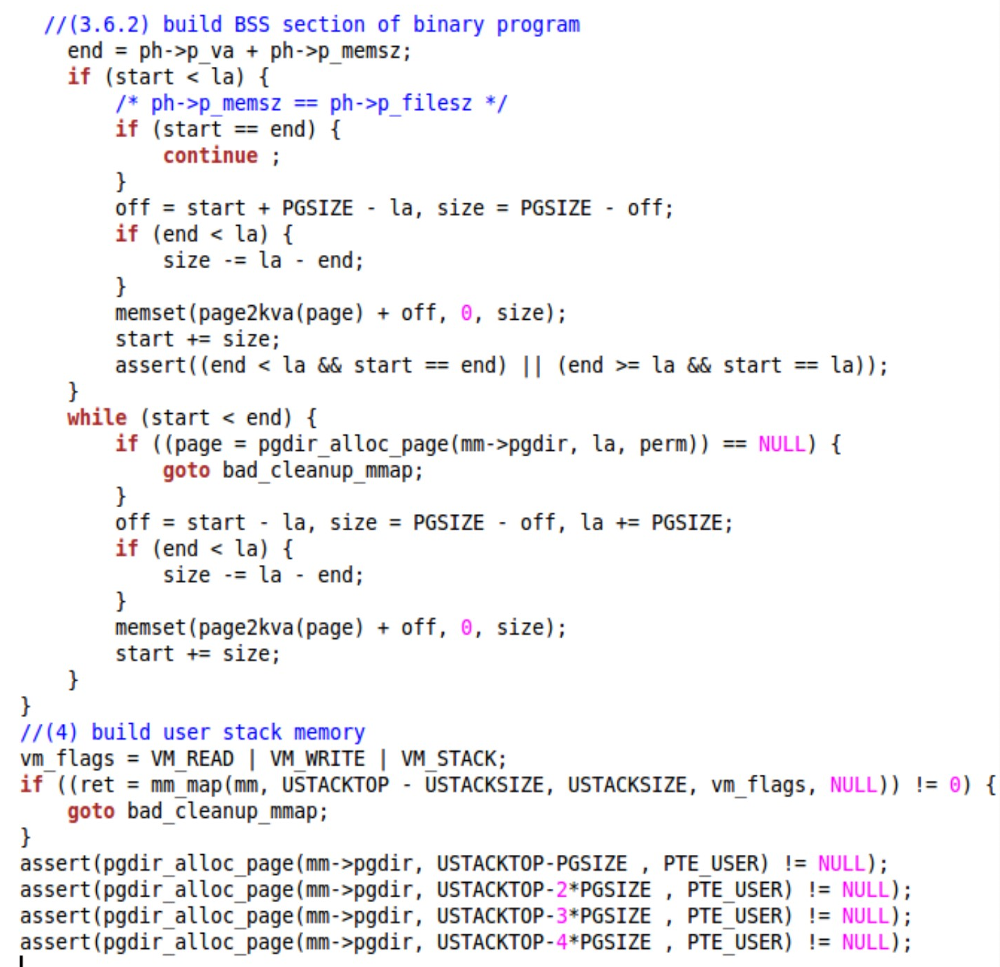 //(3.6.2) build BSS section of binary program
end = ph->p_va + ph->p_memsz;
if (start < la) {
/* ph->p_memsz == ph->p_filesz */
if (start == end) {
continue ;
}
off = start + PGSIZE - la, size = PGSIZE - off;
if (end < la) {
size -= la - end;
}
memset(page2kva(page) + off, 0, size);
start += size;
assert((end < la && start == end) || (end >= la && start == la));
}
while (start < end) {
if ((page = pgdir_alloc_page(mm->pgdir, la, perm)) == NULL) {
goto bad_cleanup_mmap;
}
off = start - la, size = PGSIZE - off, la += PGSIZE;
if (end < la) {
size -= la - end;
}
memset(page2kva(page) + off, 0, size);
start += size;
}
}
//(4) build user stack memory
vm_flags = VM_READ | VM_WRITE | VM_STACK;
if ((ret = mm_map(mm, USTACKTOP - USTACKSIZE, USTACKSIZE, vm_flags, NULL)) != 0) {
goto bad_cleanup_mmap;
}
assert(pgdir_alloc_page(mm->pgdir, USTACKTOP-PGSIZE , PTE_USER) != NULL);
assert(pgdir_alloc_page(mm->pgdir, USTACKTOP-2*PGSIZE , PTE_USER) != NULL);
assert(pgdir_alloc_page(mm->pgdir, USTACKTOP-3*PGSIZE , PTE_USER) != NULL);
assert(pgdir_alloc_page(mm->pgdir, USTACKTOP-4*PGSIZE , PTE_USER) != NULL);